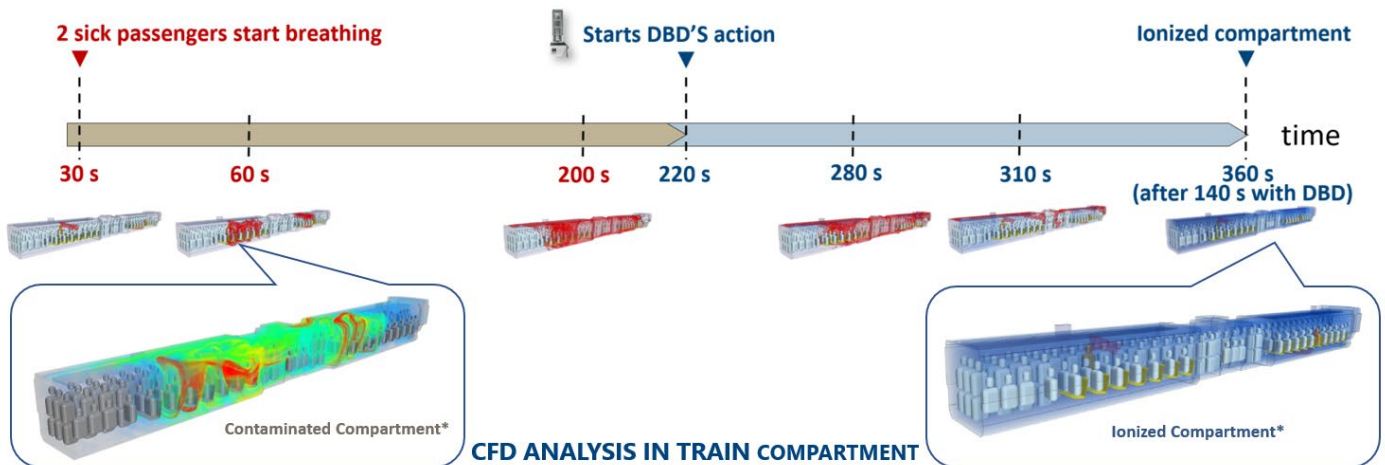 2 sick passengers start breathing
Starts DBD'S action
Ionized compartment
time
30 s
60 s
200 s
220 s
280 s
310 s
360 s
(after 140 s with DBD)
Contaminated Compartment*
Ionized Compartment*
CFD ANALYSIS IN TRAIN COMPARTMENT